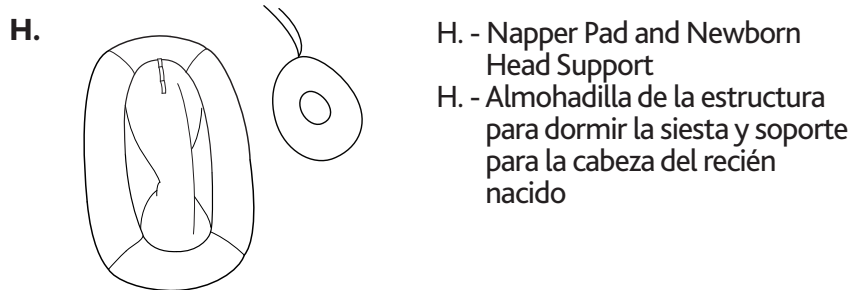 H.
H. - Napper Pad and Newborn
Head Support
H. - Almohadilla de la estructura
para dormir la siesta y soporte
para la cabeza del recién
nacido